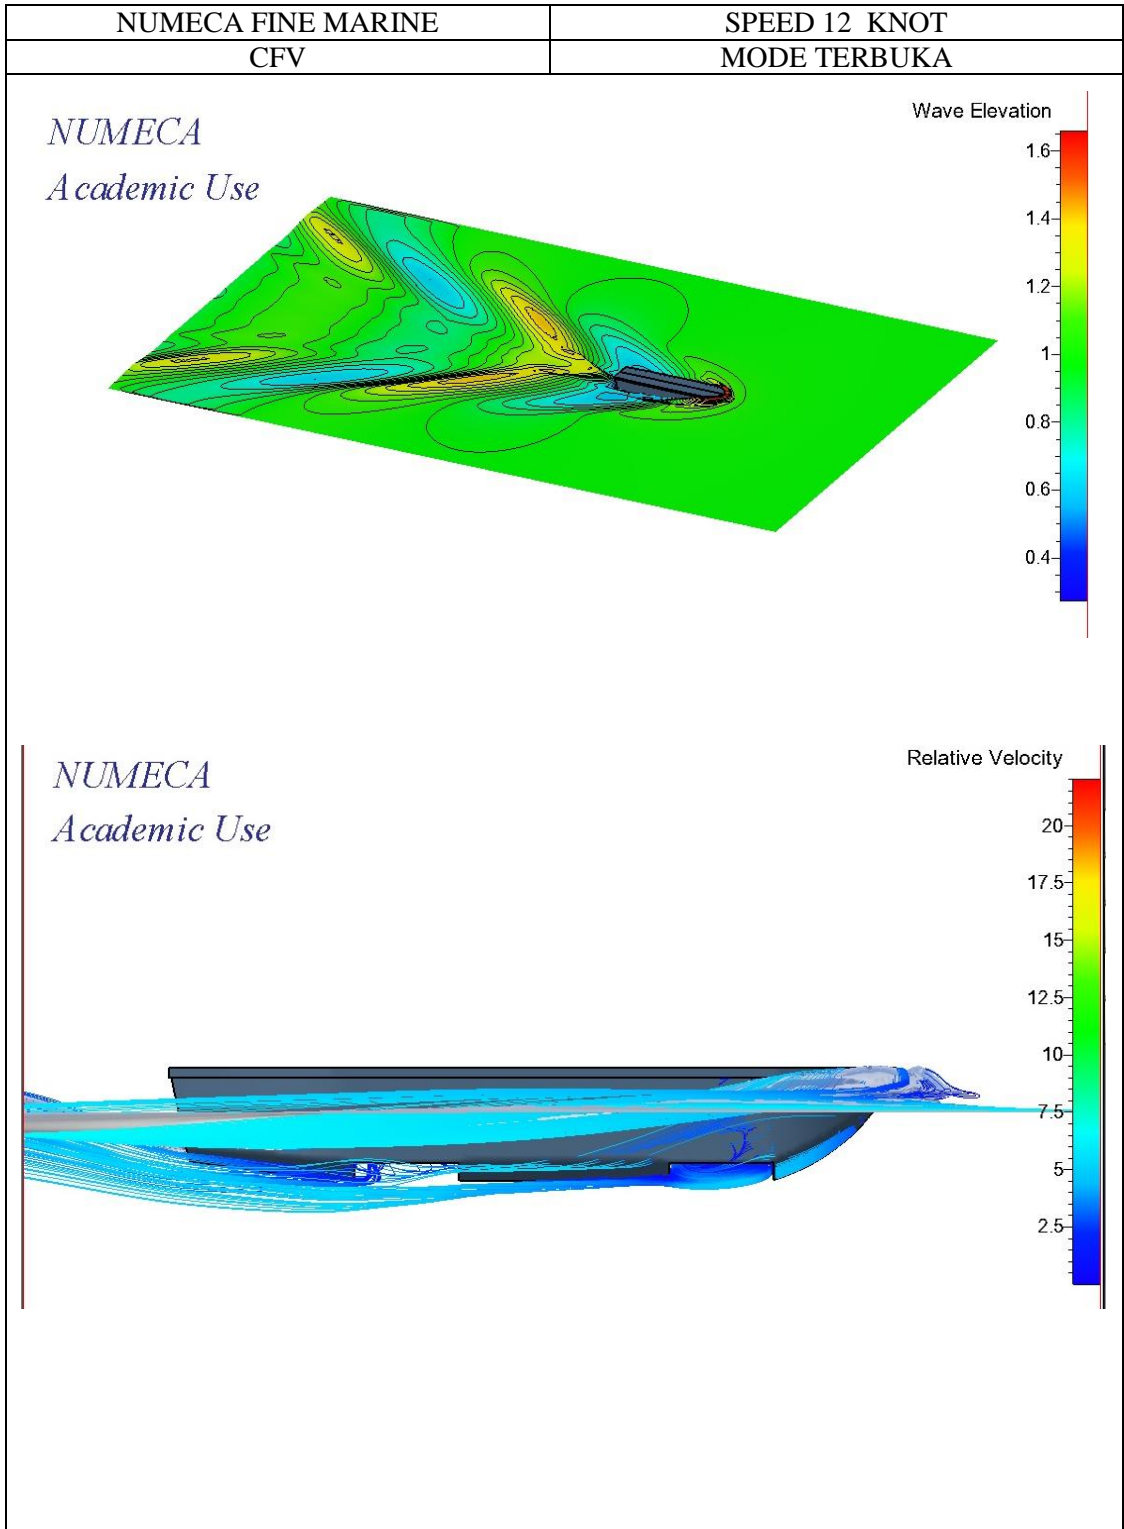 NUMECA FINE MARINE SPEED 12 KNOT
CFV MODE TERBUKA
NUMECA
Academic Use
Wave Elevation
1.6
1.4
1.2
1
0.8
0.6
0.4
NUMECA
Academic Use
Relative Velocity
20
17.5
15
12.5
10
7.5
5
2.5